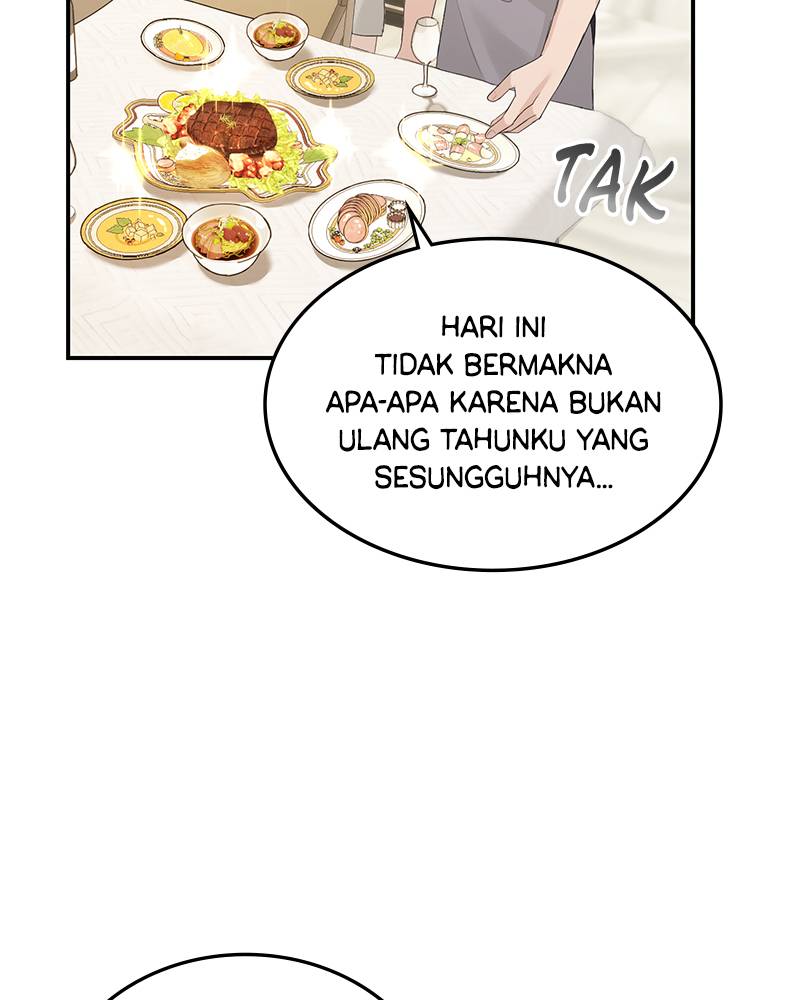 TAK
HARI INI
TIDAK BERMAKNA
APA-APA KARENA BUKAN
ULANG TAHUNKU YANG
SESUNGGUHNYA...